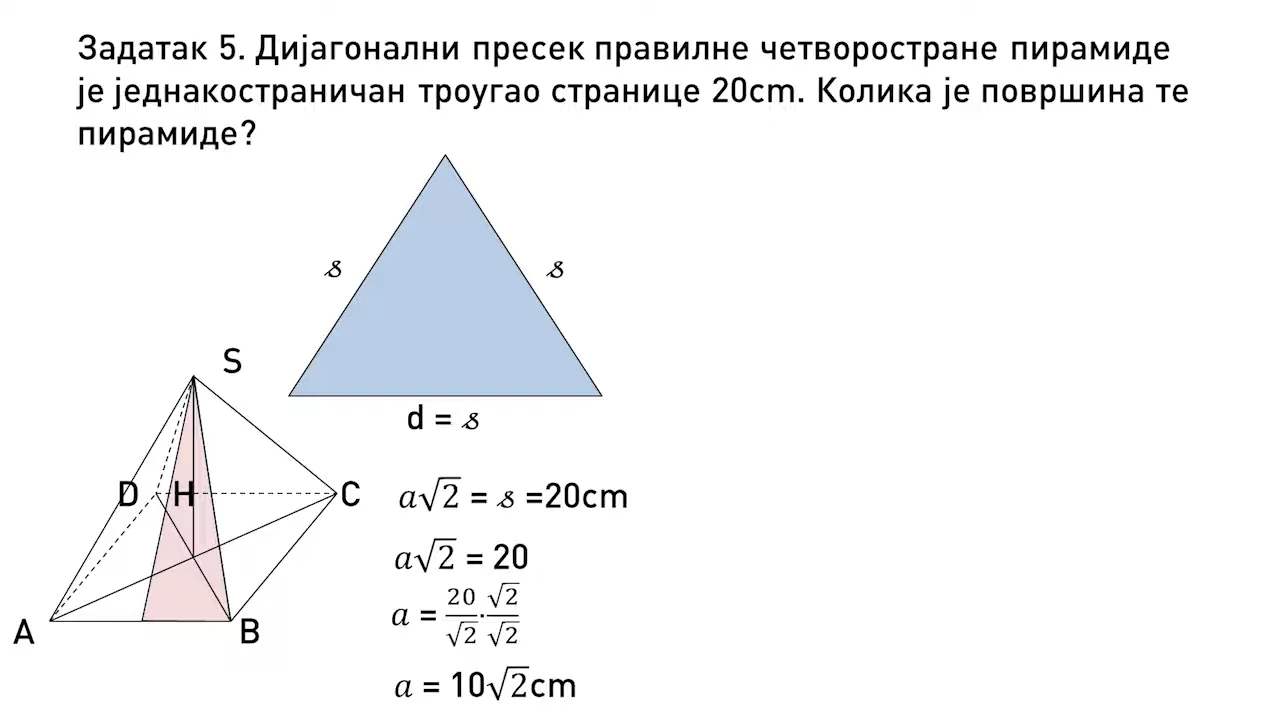 Задатак 5. Дијагонални пресек правилне четворостране пирамиде
је једнакостраничан троугао странице 20cm. Колика је површина те
пирамиде?
𝓈 𝓈
d = 𝓈
S
D H C
A B
a√2 = 𝓈 =20cm
a√2 = 20
a = 20/√2 · √2/√2
a = 10√2cm